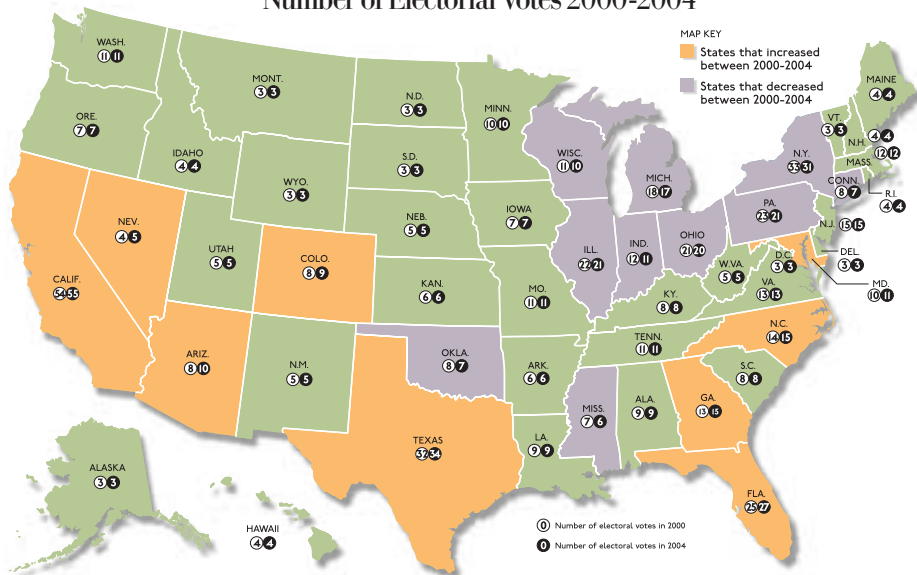 Number of Electorial Votes 2000-2004
MAP KEY
States that increased
between 2000-2004
States that decreased
between 2000-2004
WASH.
11 11
ORE.
7 7
CALIF.
54 55
NEV.
4 5
IDAHO
4 4
MONT.
3 3
WYO.
3 3
UTAH
5 5
COLO.
8 9
ARIZ.
8 10
N.M.
5 5
N.D.
3 3
S.D.
3 3
NEB.
5 5
KAN.
6 6
OKLA.
8 7
TEXAS
32 34
MINN.
10 10
IOWA
7 7
MO.
11 11
ARK.
6 6
LA.
9 9
WISC.
11 10
ILL.
22 21
MICH.
18 17
IND.
12 11
OHIO
21 20
KY.
8 8
TENN.
11 11
MISS.
7 6
ALA.
9 9
GA.
13 15
FLA.
25 27
S.C.
8 8
N.C.
14 15
VA.
13 13
W.VA.
5 5
D.C.
3 3
MD.
10 11
DEL.
3 3
PA.
23 21
N.J. 15 15
N.Y.
33 31
CONN.
8 7
R.I.
4 4
MASS.
12 12
VT.
3 3
N.H.
4 4
MAINE
4 4
ALASKA
3 3
HAWAII
4 4
0 Number of electoral votes in 2000
0 Number of electoral votes in 2004